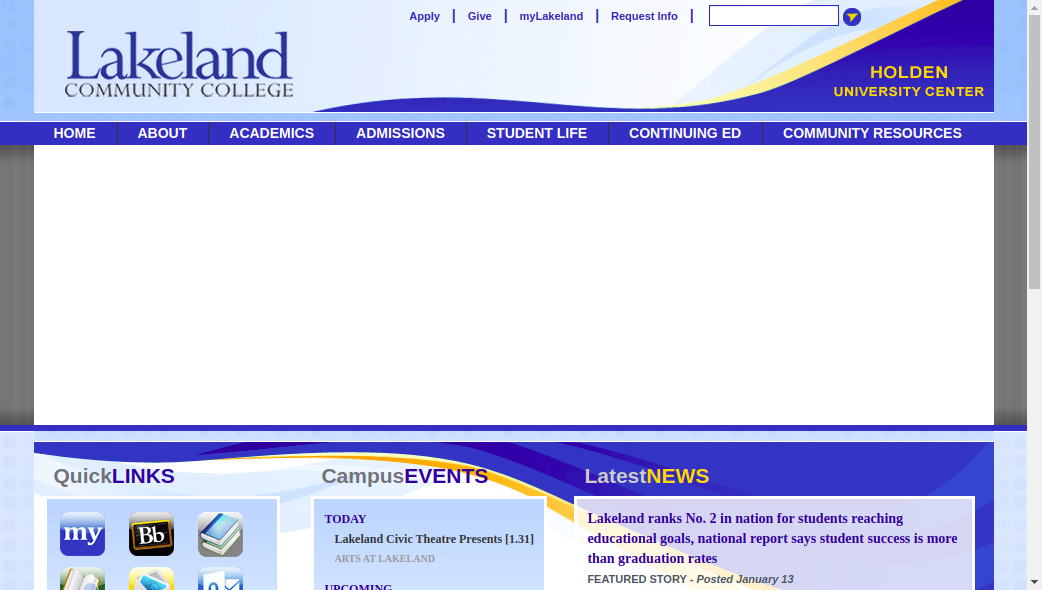 Apply | Give | myLakeland | Request Info |
Lakeland
COMMUNITY COLLEGE
HOLDEN
UNIVERSITY CENTER
HOME ABOUT ACADEMICS ADMISSIONS STUDENT LIFE CONTINUING ED COMMUNITY RESOURCES
QuickLINKS
my
Bb
CampusEVENTS
TODAY
Lakeland Civic Theatre Presents [1.31]
ARTS AT LAKELAND
UPCOMING
LatestNEWS
Lakeland ranks No. 2 in nation for students reaching
educational goals, national report says student success is more
than graduation rates
FEATURED STORY - Posted January 13